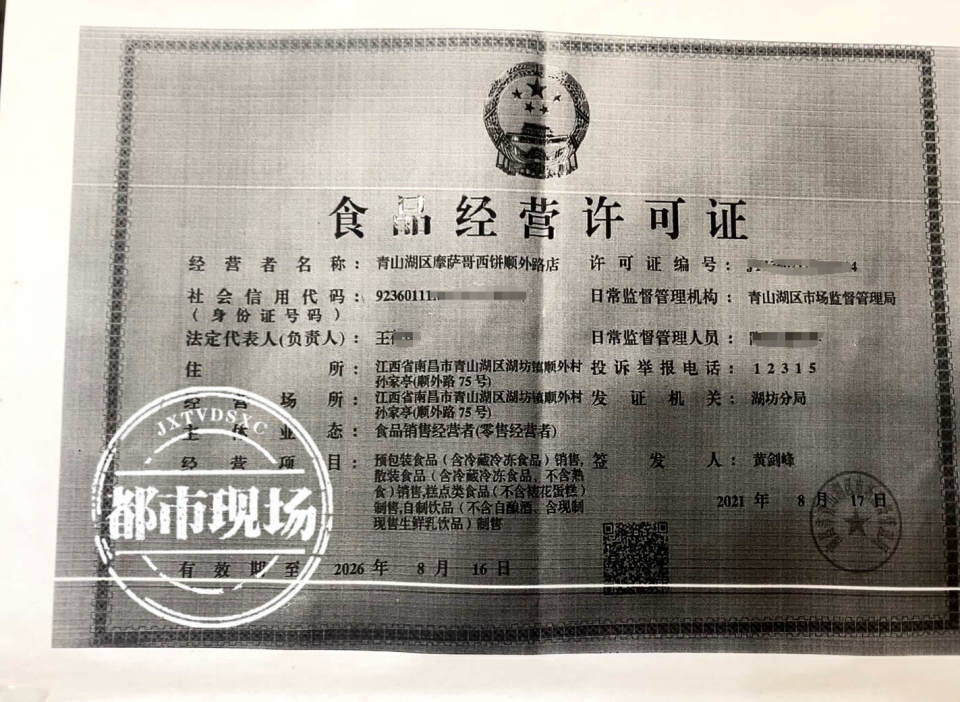 食品经营许可证
经营者名称：青山湖区摩萨哥西饼顺外路店
许可证编号：
社会信用代码：92360111
（身份证号码）
日常监督管理机构：青山湖区市场监督管理局
法定代表人(负责人)：王
日常监督管理人员：
住所：江西省南昌市青山湖区湖坊镇顺外村
孙家亭(顺外路75号)
投诉举报电话：12315
经营场所：江西省南昌市青山湖区湖坊镇顺外村
孙家亭(顺外路75号)
发证机关：湖坊分局
主体业态：食品销售经营者(零售经营者)
经营项目：预包装食品（含冷藏冷冻食品）销售,
散装食品（含冷藏冷冻食品、不含熟
食)销售,糕点类食品(不含裱花蛋糕)
制售,自制饮品（不含自酿酒、含现制
现售生鲜乳饮品）制售
签发人：黄剑峰
2021年8月17日
有效期至 2026年8月16日
JXTVDSXC
都市现场